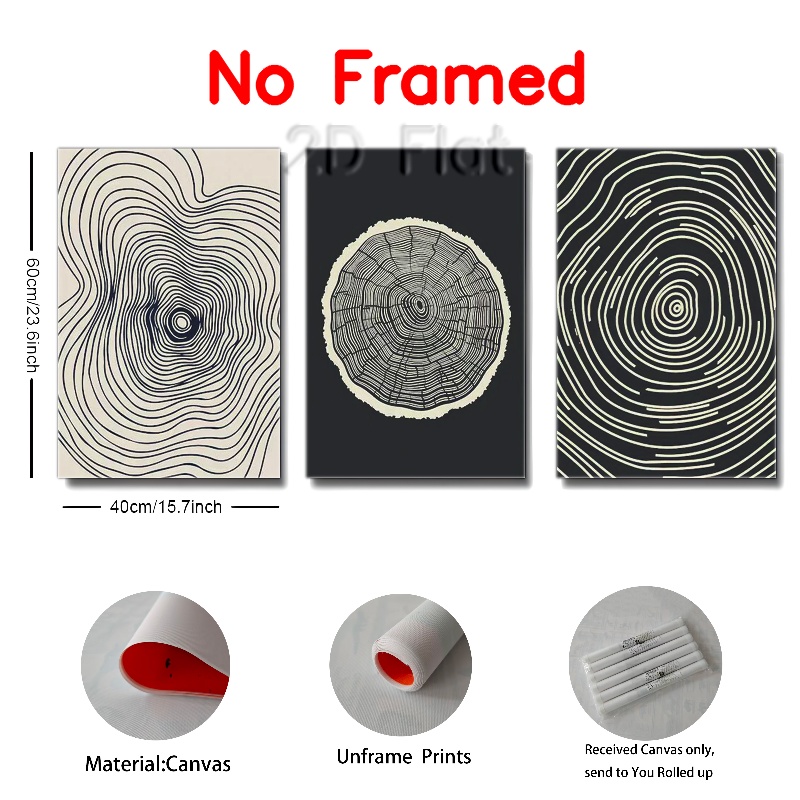 No Framed
2D Flat
60cm/23.6inch
40cm/15.7inch
Material:Canvas
Unframe Prints
Received Canvas only,
send to You Rolled up